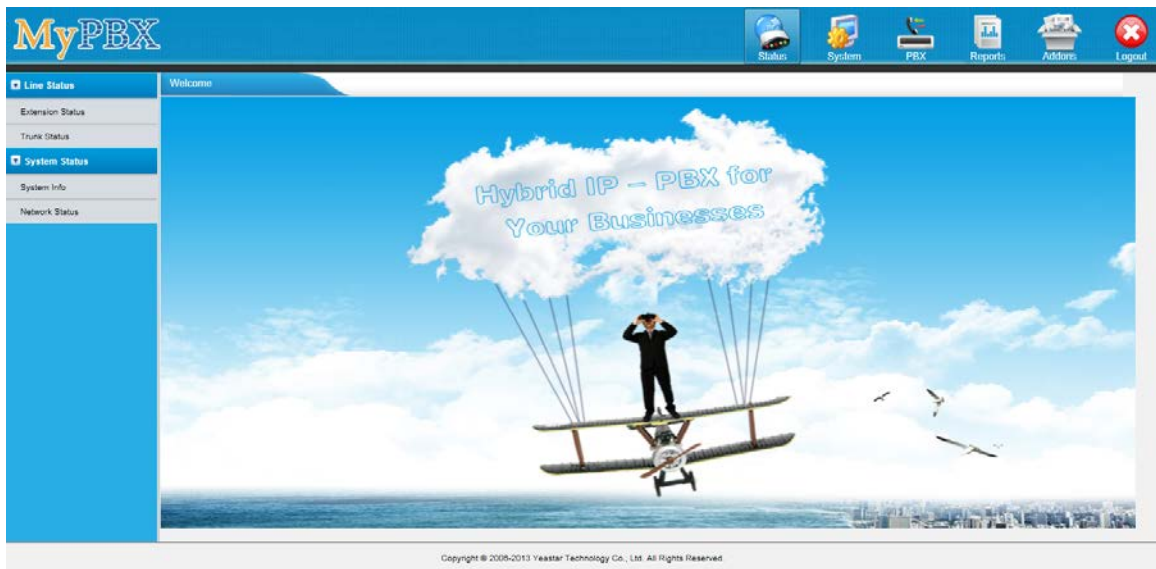 MyPBX
Status
System
PBX
Reports
Addons
Logout
Line Status
Extension Status
Trunk Status
System Status
System Info
Network Status
Welcome
Hybrid IP – PBX for
Your Businesses
Copyright © 2006-2013 Yeastar Technology Co., Ltd. All Rights Reserved.